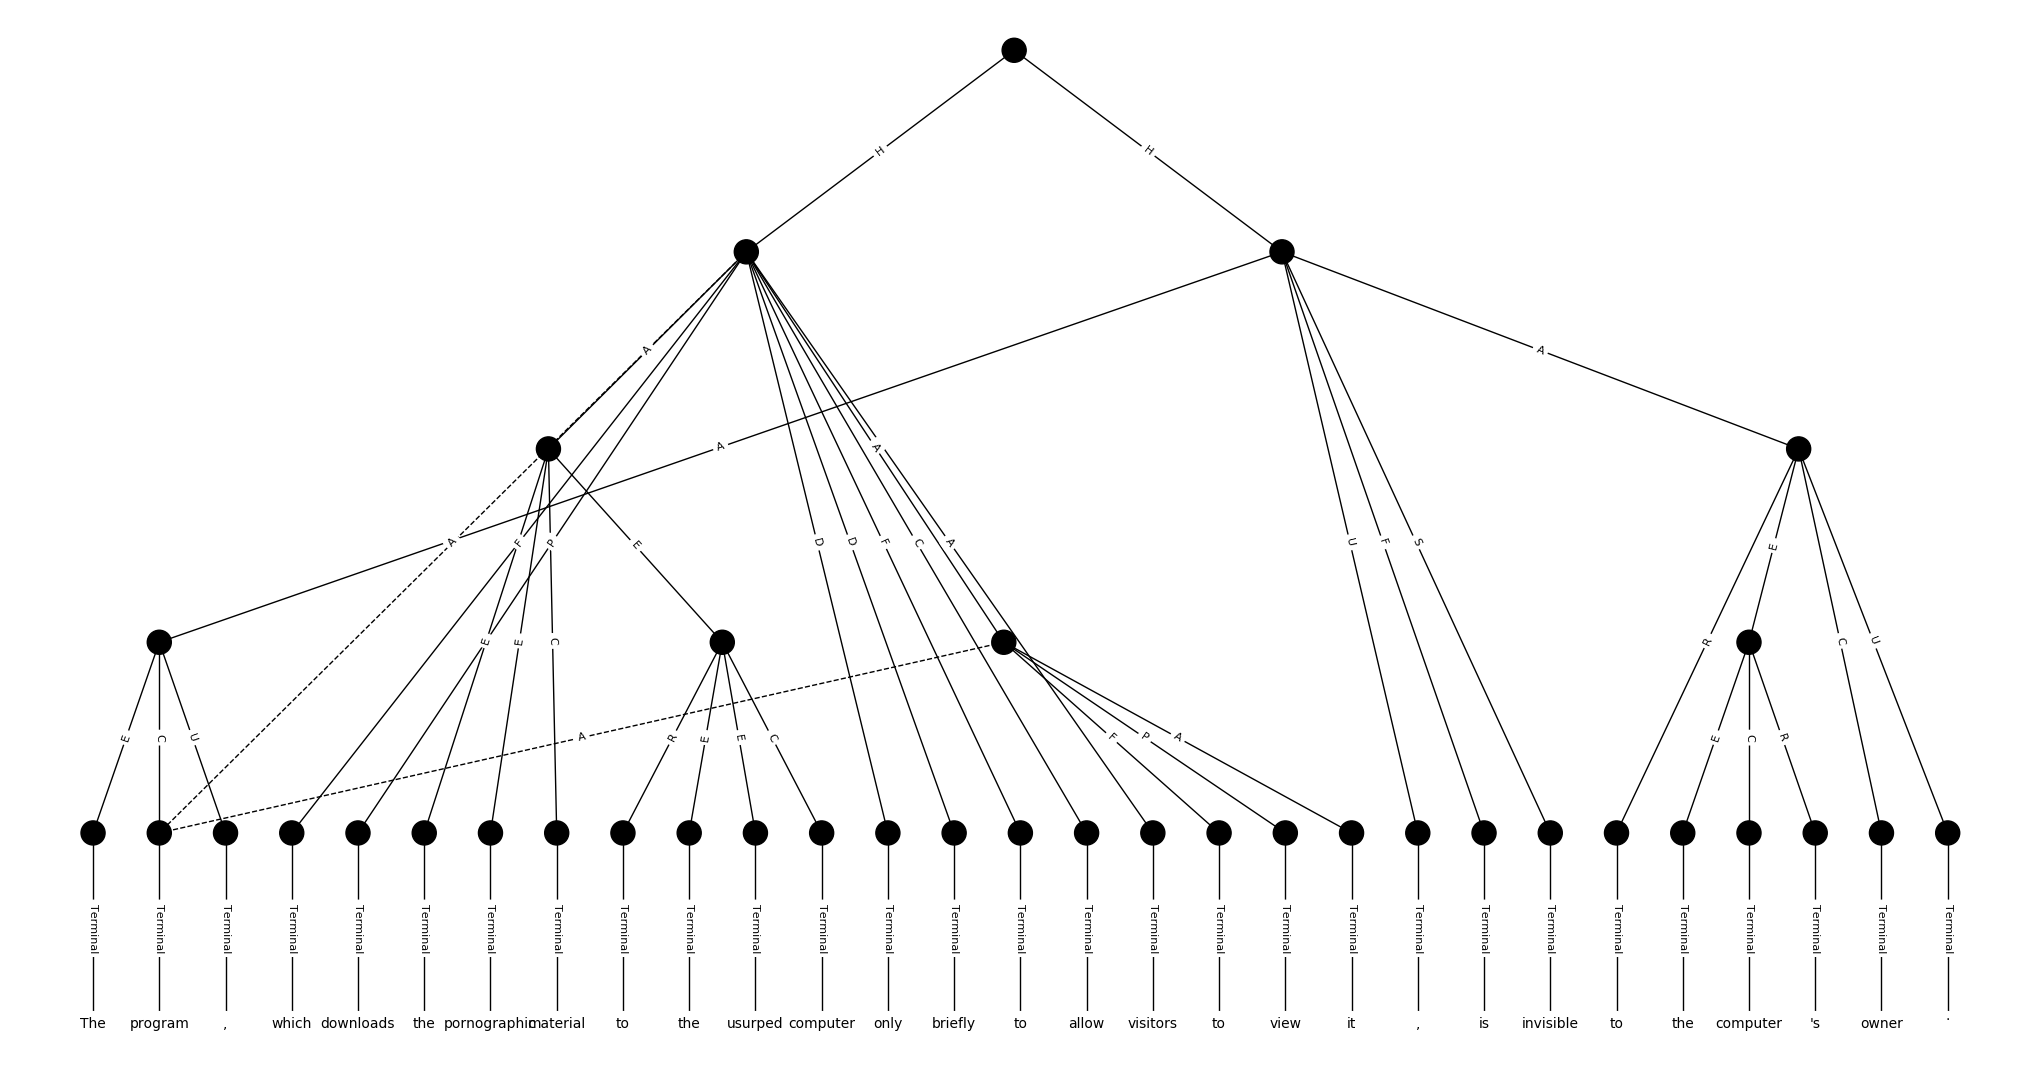 H H
A A
A
A F P E D D F C A A U F S E
E E C R C U
E C U A R E E C F P A E C R
Terminal Terminal Terminal Terminal Terminal Terminal Terminal Terminal Terminal Terminal Terminal Terminal Terminal Terminal Terminal Terminal Terminal Terminal Terminal Terminal Terminal Terminal Terminal Terminal Terminal Terminal Terminal Terminal Terminal
The program , which downloads the pornographic material to the usurped computer only briefly to allow visitors to view it , is invisible to the computer 's owner .